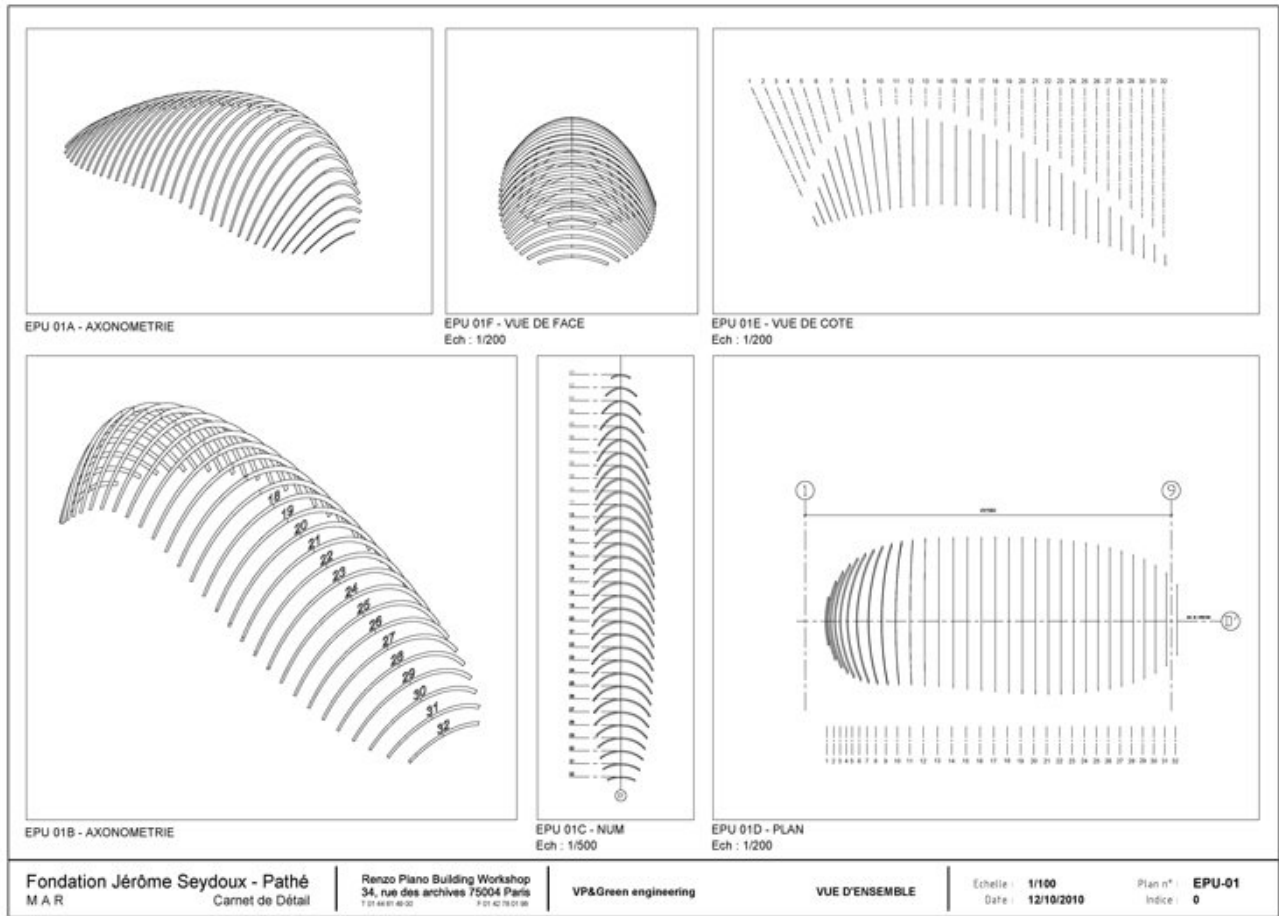 EPU 01A - AXONOMETRIE
EPU 01F - VUE DE FACE
Ech : 1/200
1 2 3 4 5 6 7 8 9 10 11 12 13 14 15 16 17 18 19 20 21 22 23 24 25 26 27 28 29 30 31 32
EPU 01E - VUE DE COTE
Ech : 1/200
18
19
20
21
22
23
24
25
26
27
28
29
30
31
32
EPU 01B - AXONOMETRIE
EPU 01C - NUM
Ech : 1/500
1 9
D'
1 2 3 4 5 6 7 8 9 10 11 12 13 14 15 16 17 18 19 20 21 22 23 24 25 26 27 28 29 30 31 32
EPU 01D - PLAN
Ech : 1/200
Fondation Jérôme Seydoux - Pathé
M A R Carnet de Détail
Renzo Piano Building Workshop
34, rue des archives 75004 Paris
VP&Green engineering
VUE D'ENSEMBLE
Echelle : 1/100
Date : 12/10/2010
Plan n° : EPU-01
Indice : 0